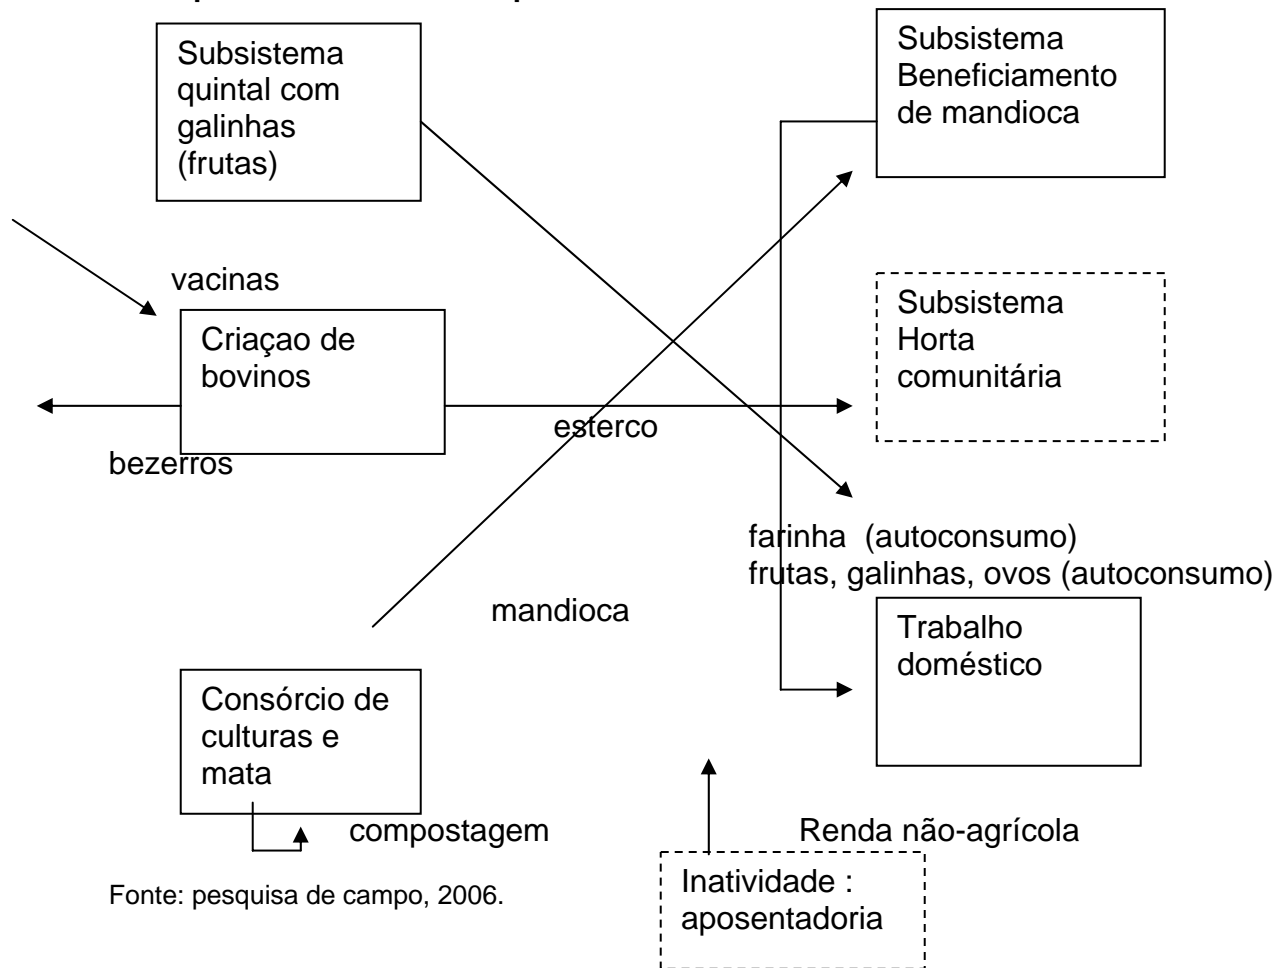 Subsistema
quintal com
galinhas
(frutas)
Subsistema
Beneficiamento
de mandioca
vacinas
Criaçao de
bovinos
Subsistema
Horta
comunitária
esterco
bezerros
farinha (autoconsumo)
frutas, galinhas, ovos (autoconsumo)
mandioca
Trabalho
doméstico
Consórcio de
culturas e
mata
compostagem
Renda não-agrícola
Inatividade :
aposentadoria
Fonte: pesquisa de campo, 2006.